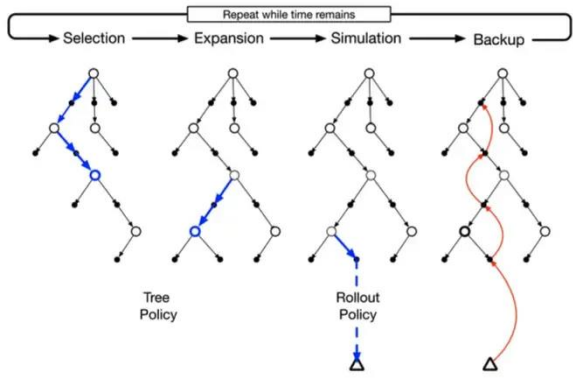 Repeat while time remains
Selection
Expansion
Simulation
Backup
Tree
Policy
Rollout
Policy